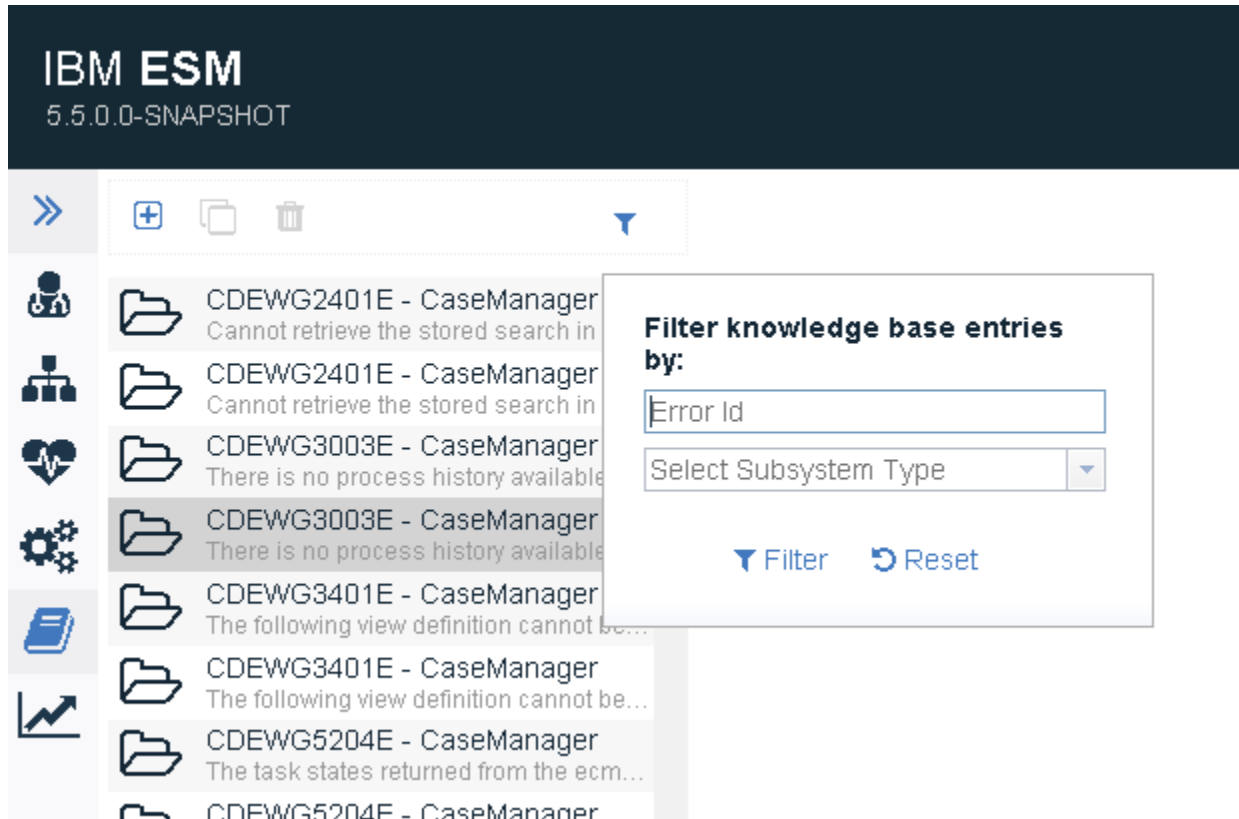 IBM ESM
5.5.0.0-SNAPSHOT
CDEWG2401E - CaseManager
Cannot retrieve the stored search in
CDEWG2401E - CaseManager
Cannot retrieve the stored search in
CDEWG3003E - CaseManager
There is no process history available
CDEWG3003E - CaseManager
There is no process history available
CDEWG3401E - CaseManager
The following view definition cannot be...
CDEWG3401E - CaseManager
The following view definition cannot be...
CDEWG5204E - CaseManager
The task states returned from the ecm...
CDEWG5204E - CaseManager
Filter knowledge base entries
by:
Error Id
Select Subsystem Type
Filter Reset